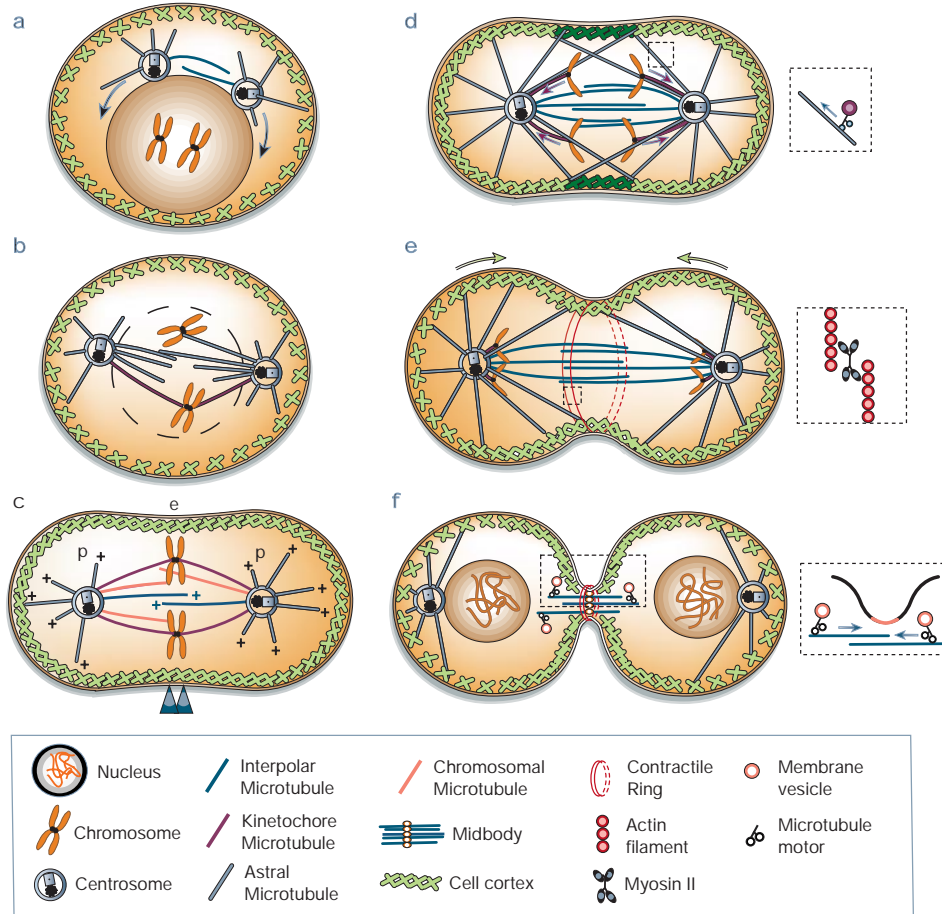 a
d
b
e
c
e
p
p
+
+
+
+
+
+
+
+
+
+
+
+
+
f
Nucleus
Interpolar
Microtubule
Chromosomal
Microtubule
Contractile
Ring
Membrane
vesicle
Chromosome
Kinetochore
Microtubule
Midbody
Actin
filament
Microtubule
motor
Centrosome
Astral
Microtubule
Cell cortex
Myosin II